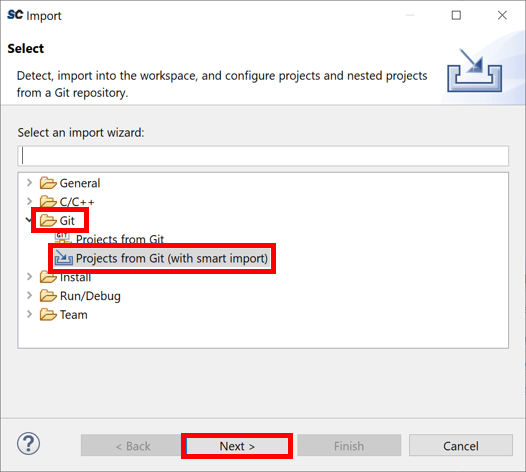 SC Import
Select
Detect, import into the workspace, and configure projects and nested projects
from a Git repository.
Select an import wizard:
General
C/C++
Git
Projects from Git
Projects from Git (with smart import)
Install
Run/Debug
Team
?
< Back
Next >
Finish
Cancel